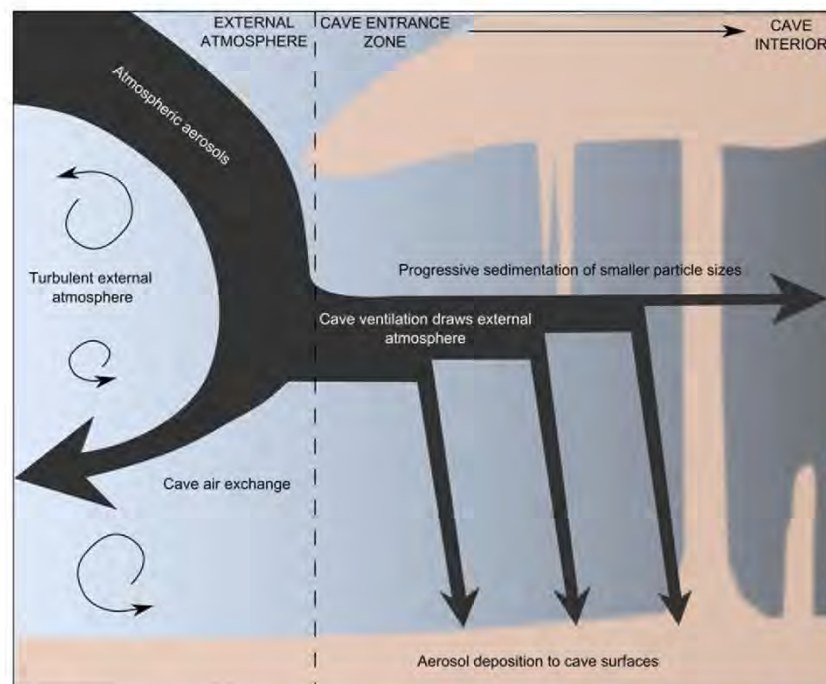 EXTERNAL
ATMOSPHERE
CAVE ENTRANCE
ZONE
CAVE
INTERIOR
Atmospheric aerosols
Turbulent external
atmosphere
Progressive sedimentation of smaller particle sizes
Cave ventilation draws external
atmosphere
Cave air exchange
Aerosol deposition to cave surfaces